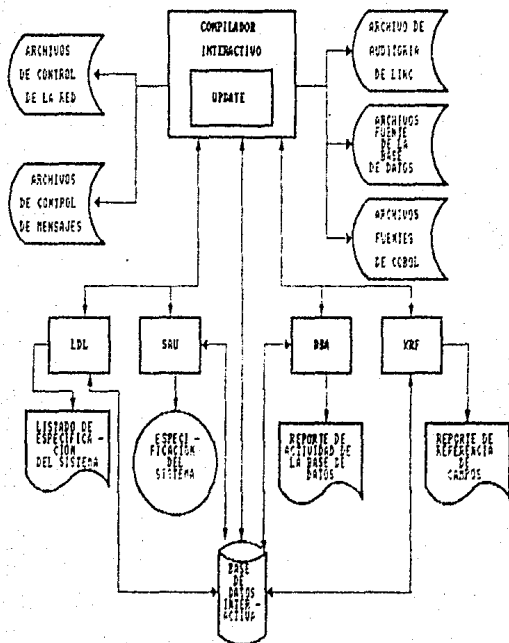 COMPILADOR
INTERACTIVO
UPDATE
ARCHIVOS
DE CONTROL
DE LA RED
ARCHIVOS
DE CONTROL
DE MENSAJES
ARCHIVO DE
AUDITORIA
DE LINC
ARCHIVOS
FUENTE
DE LA
BASE
DE DATOS
ARCHIVOS
FUENTES
DE COBOL
LDL
SAU
DBA
XRF
LISTADO DE
ESPECIFICA-
CIÓN
DEL SISTEMA
ESPECI-
FICACION
DEL
SISTEMA
REPORTE DE
ACTIVIDAD DE
LA BASE DE
DATOS
REPORTE DE
REFERENCIA
DE
CAMPOS
BASE
DE
DATOS
INTER-
ACTIVA